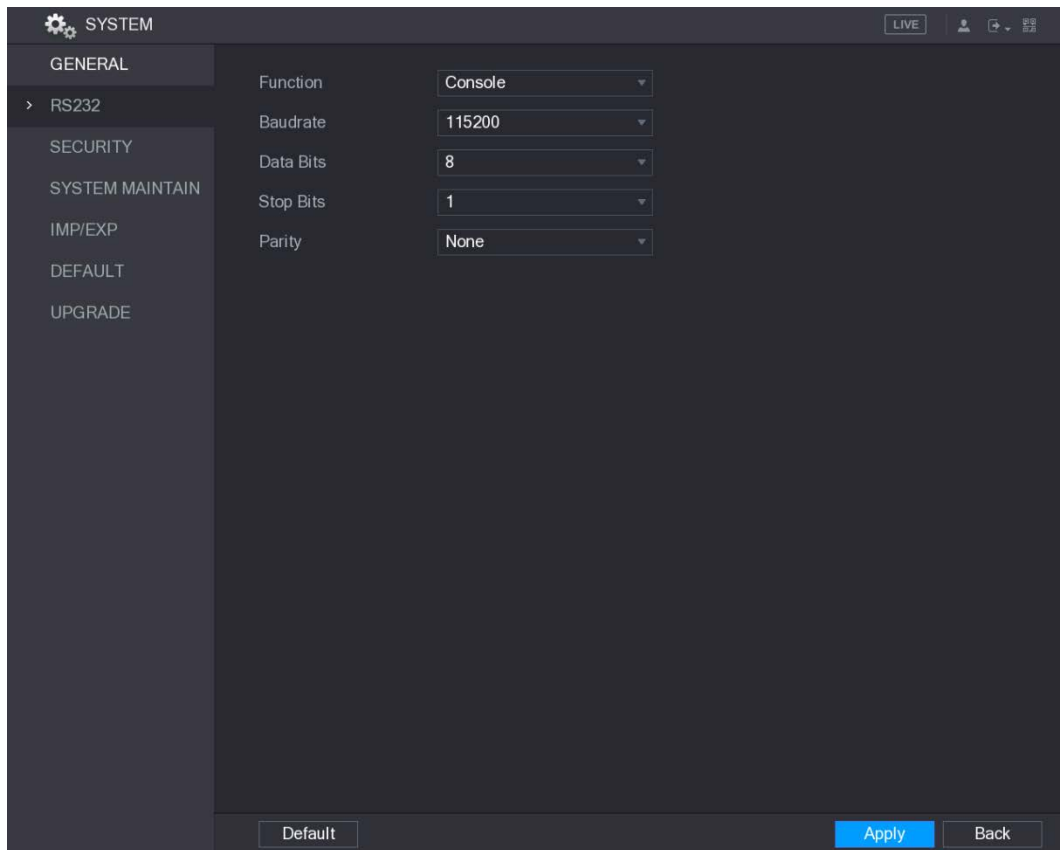 SYSTEM LIVE
GENERAL
RS232
SECURITY
SYSTEM MAINTAIN
IMP/EXP
DEFAULT
UPGRADE
Function Console
Baudrate 115200
Data Bits 8
Stop Bits 1
Parity None
Default Apply Back